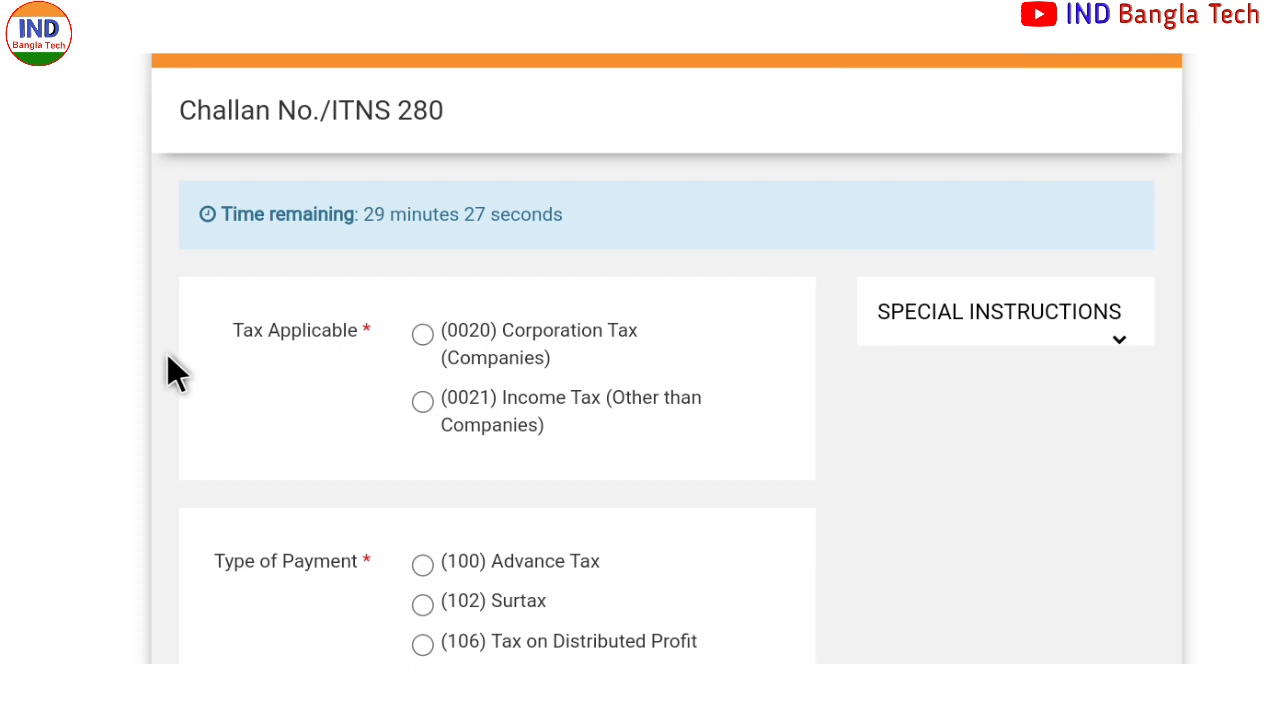 IND
Bangla Tech
IND Bangla Tech
Challan No./ITNS 280
Time remaining: 29 minutes 27 seconds
Tax Applicable *
(0020) Corporation Tax
(Companies)
(0021) Income Tax (Other than
Companies)
SPECIAL INSTRUCTIONS
Type of Payment *
(100) Advance Tax
(102) Surtax
(106) Tax on Distributed Profit